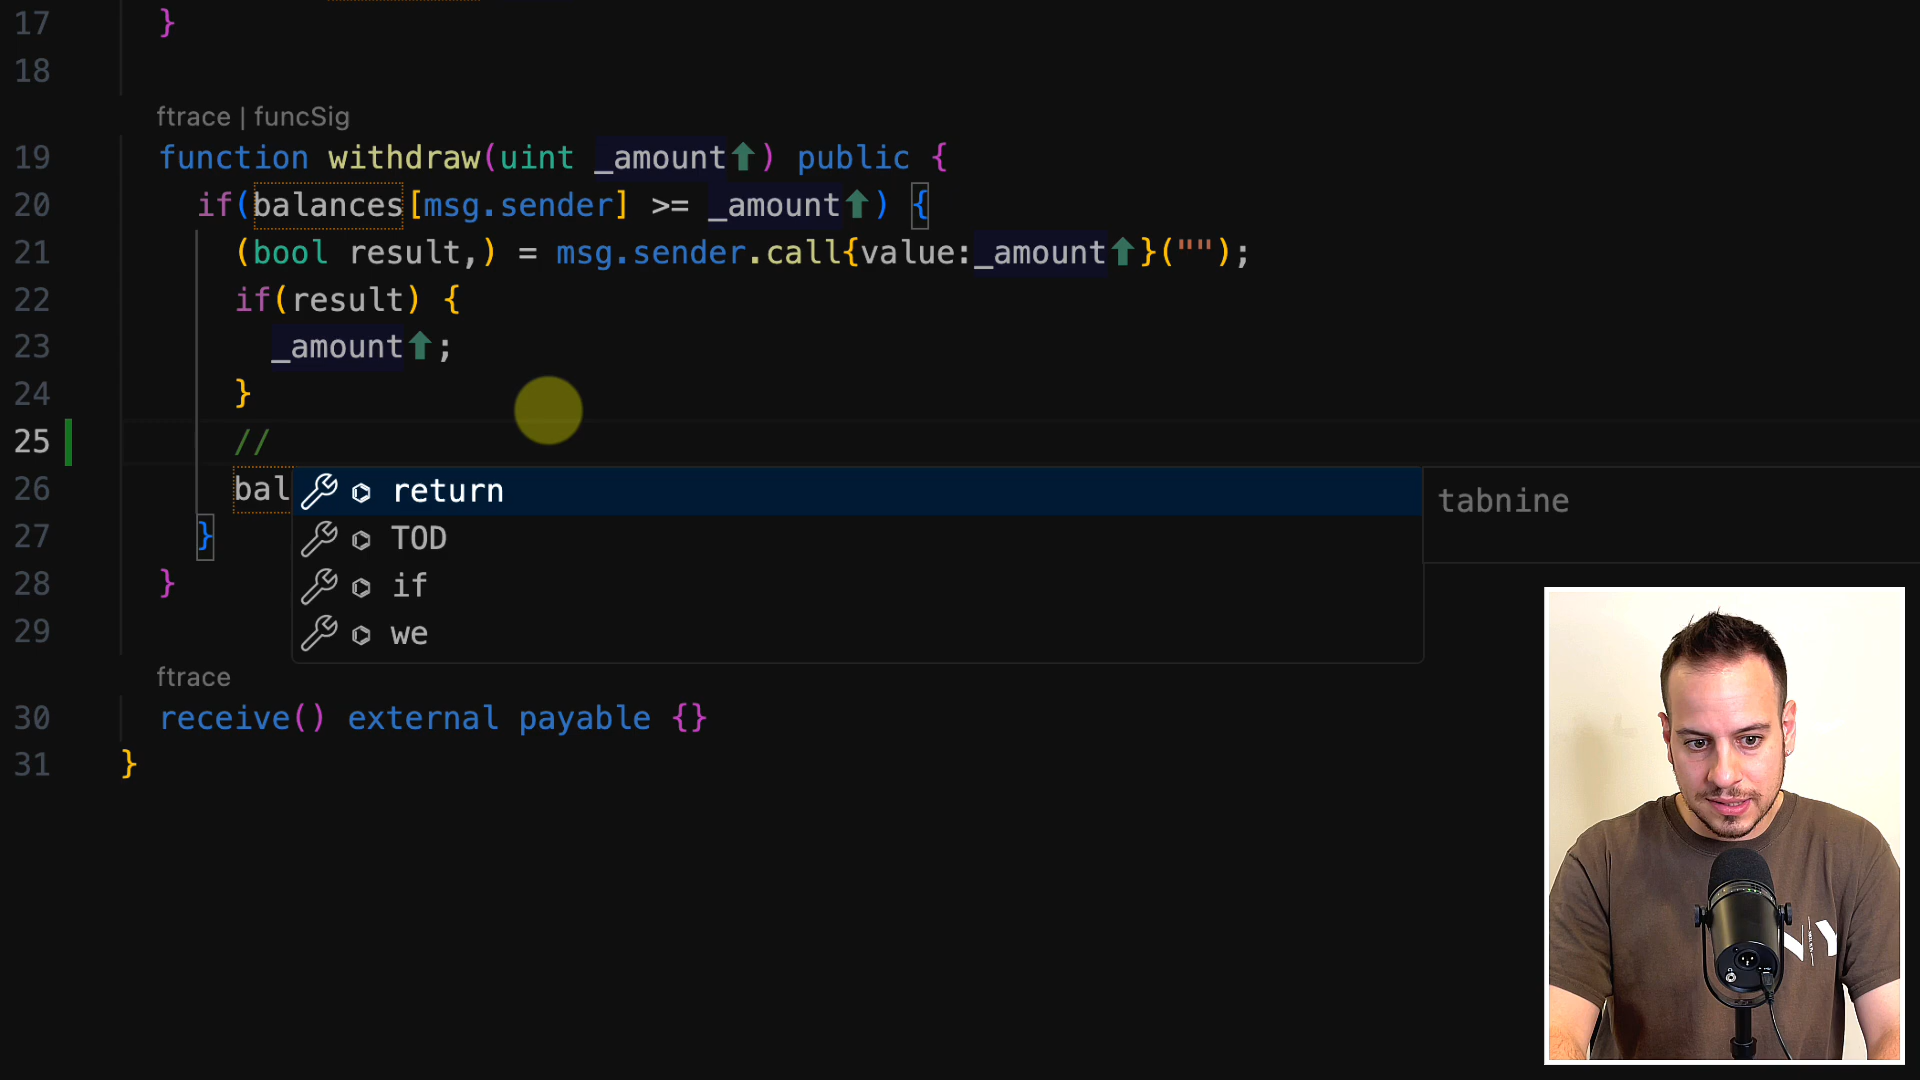 17 }
18
ftrace | funcSig
19 function withdraw(uint _amount⬆) public {
20 if(balances[msg.sender] >= _amount⬆) {
21 (bool result,) = msg.sender.call{value:_amount⬆}("");
22 if(result) {
23 _amount⬆;
24 }
25 //
26 bal
return
tabnine
TOD
27 }
if
28 }
we
29
ftrace
30 receive() external payable {}
31 }